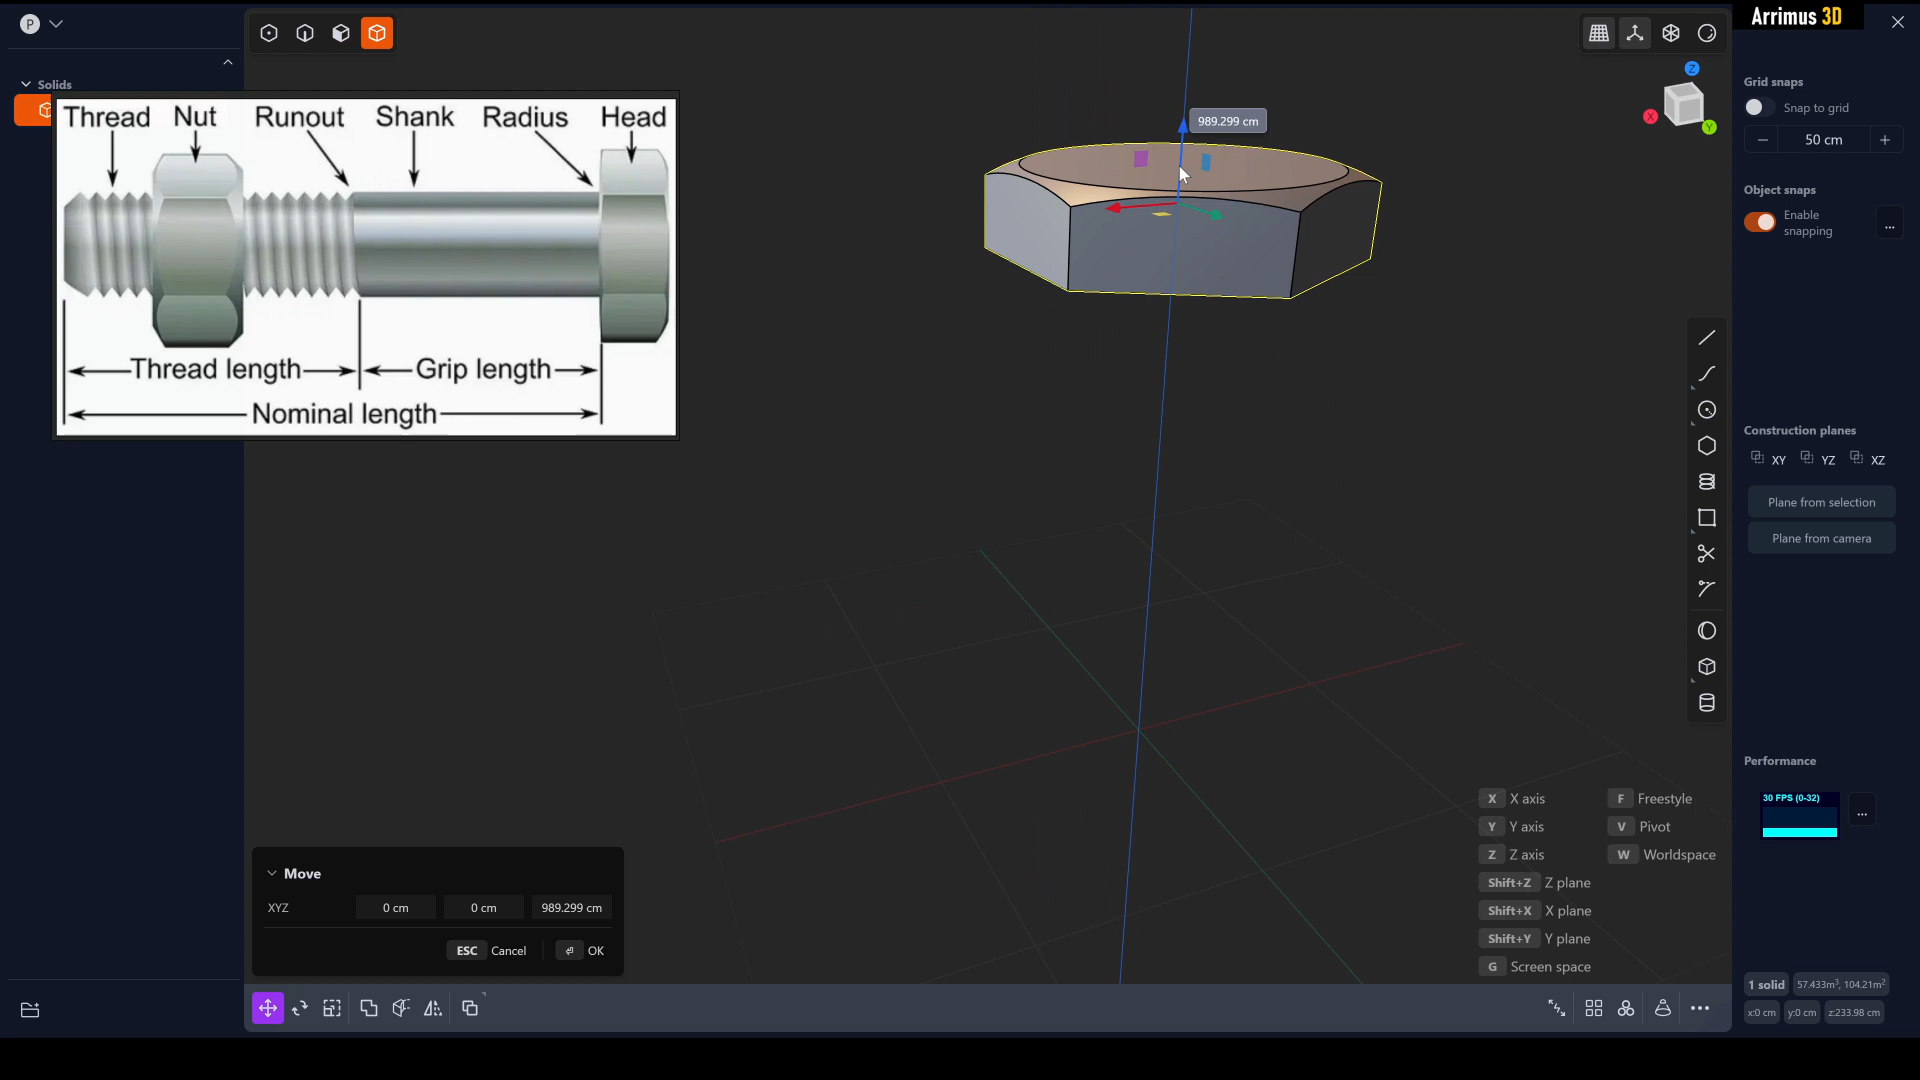 P
Arrimus 3D
Solids
Thread Nut Runout Shank Radius Head
Thread length
Grip length
Nominal length
989.299 cm
Z
X
Y
Grid snaps
Snap to grid
50 cm
Object snaps
Enable
snapping
...
Construction planes
XY YZ XZ
Plane from selection
Plane from camera
Performance
30 FPS (0-32)
...
X X axis F Freestyle
Y Y axis V Pivot
Z Z axis W Worldspace
Shift+Z Z plane
Shift+X X plane
Shift+Y Y plane
G Screen space
Move
XYZ 0 cm 0 cm 989.299 cm
ESC Cancel OK
1 solid 57.433m³, 104.21m²
x:0 cm y:0 cm z:233.98 cm